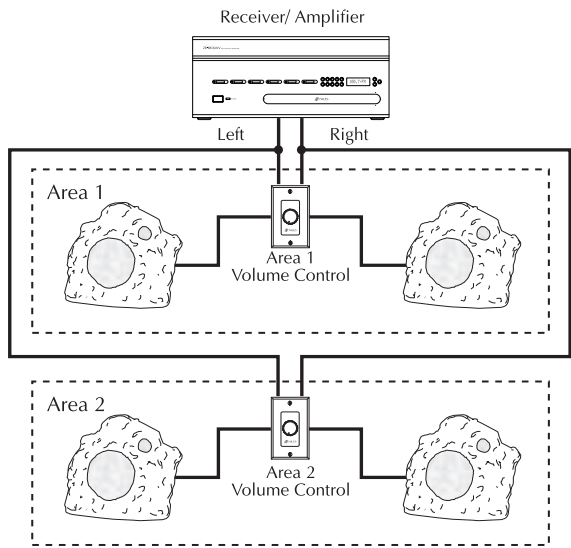 Receiver/ Amplifier
Left
Right
Area 1
Area 1
Volume Control
Area 2
Area 2
Volume Control